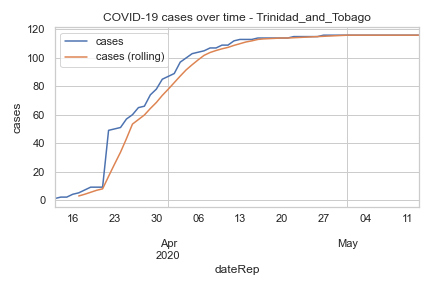 COVID-19 cases over time - Trinidad_and_Tobago
cases
cases (rolling)
120
100
80
60
40
20
0
cases
16 23 30 06 13 20 27 04 11
Apr May
2020
dateRep